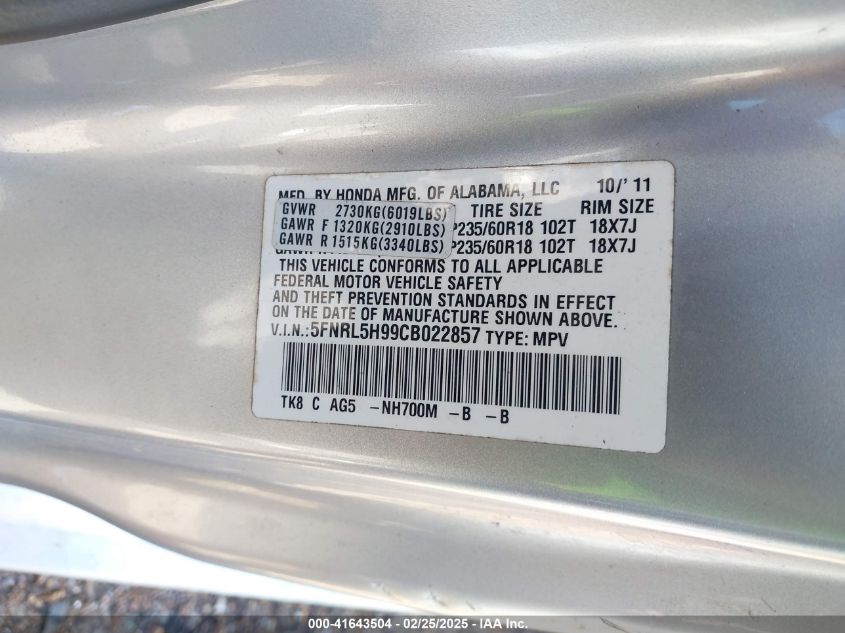 MFD. BY HONDA MFG. OF ALABAMA, LLC 10/'11
GVWR 2730KG(6019LBS) TIRE SIZE RIM SIZE
GAWR F 1320KG(2910LBS) P235/60R18 102T 18X7J
GAWR R 1515KG(3340LBS) P235/60R18 102T 18X7J
THIS VEHICLE CONFORMS TO ALL APPLICABLE
FEDERAL MOTOR VEHICLE SAFETY
AND THEFT PREVENTION STANDARDS IN EFFECT
ON THE DATE OF MANUFACTURE SHOWN ABOVE.
V.I.N.:5FNRL5H99CB022857 TYPE: MPV
TK8 C AG5 -NH700M -B -B
000-41643504 - 02/25/2025 - IAA Inc.